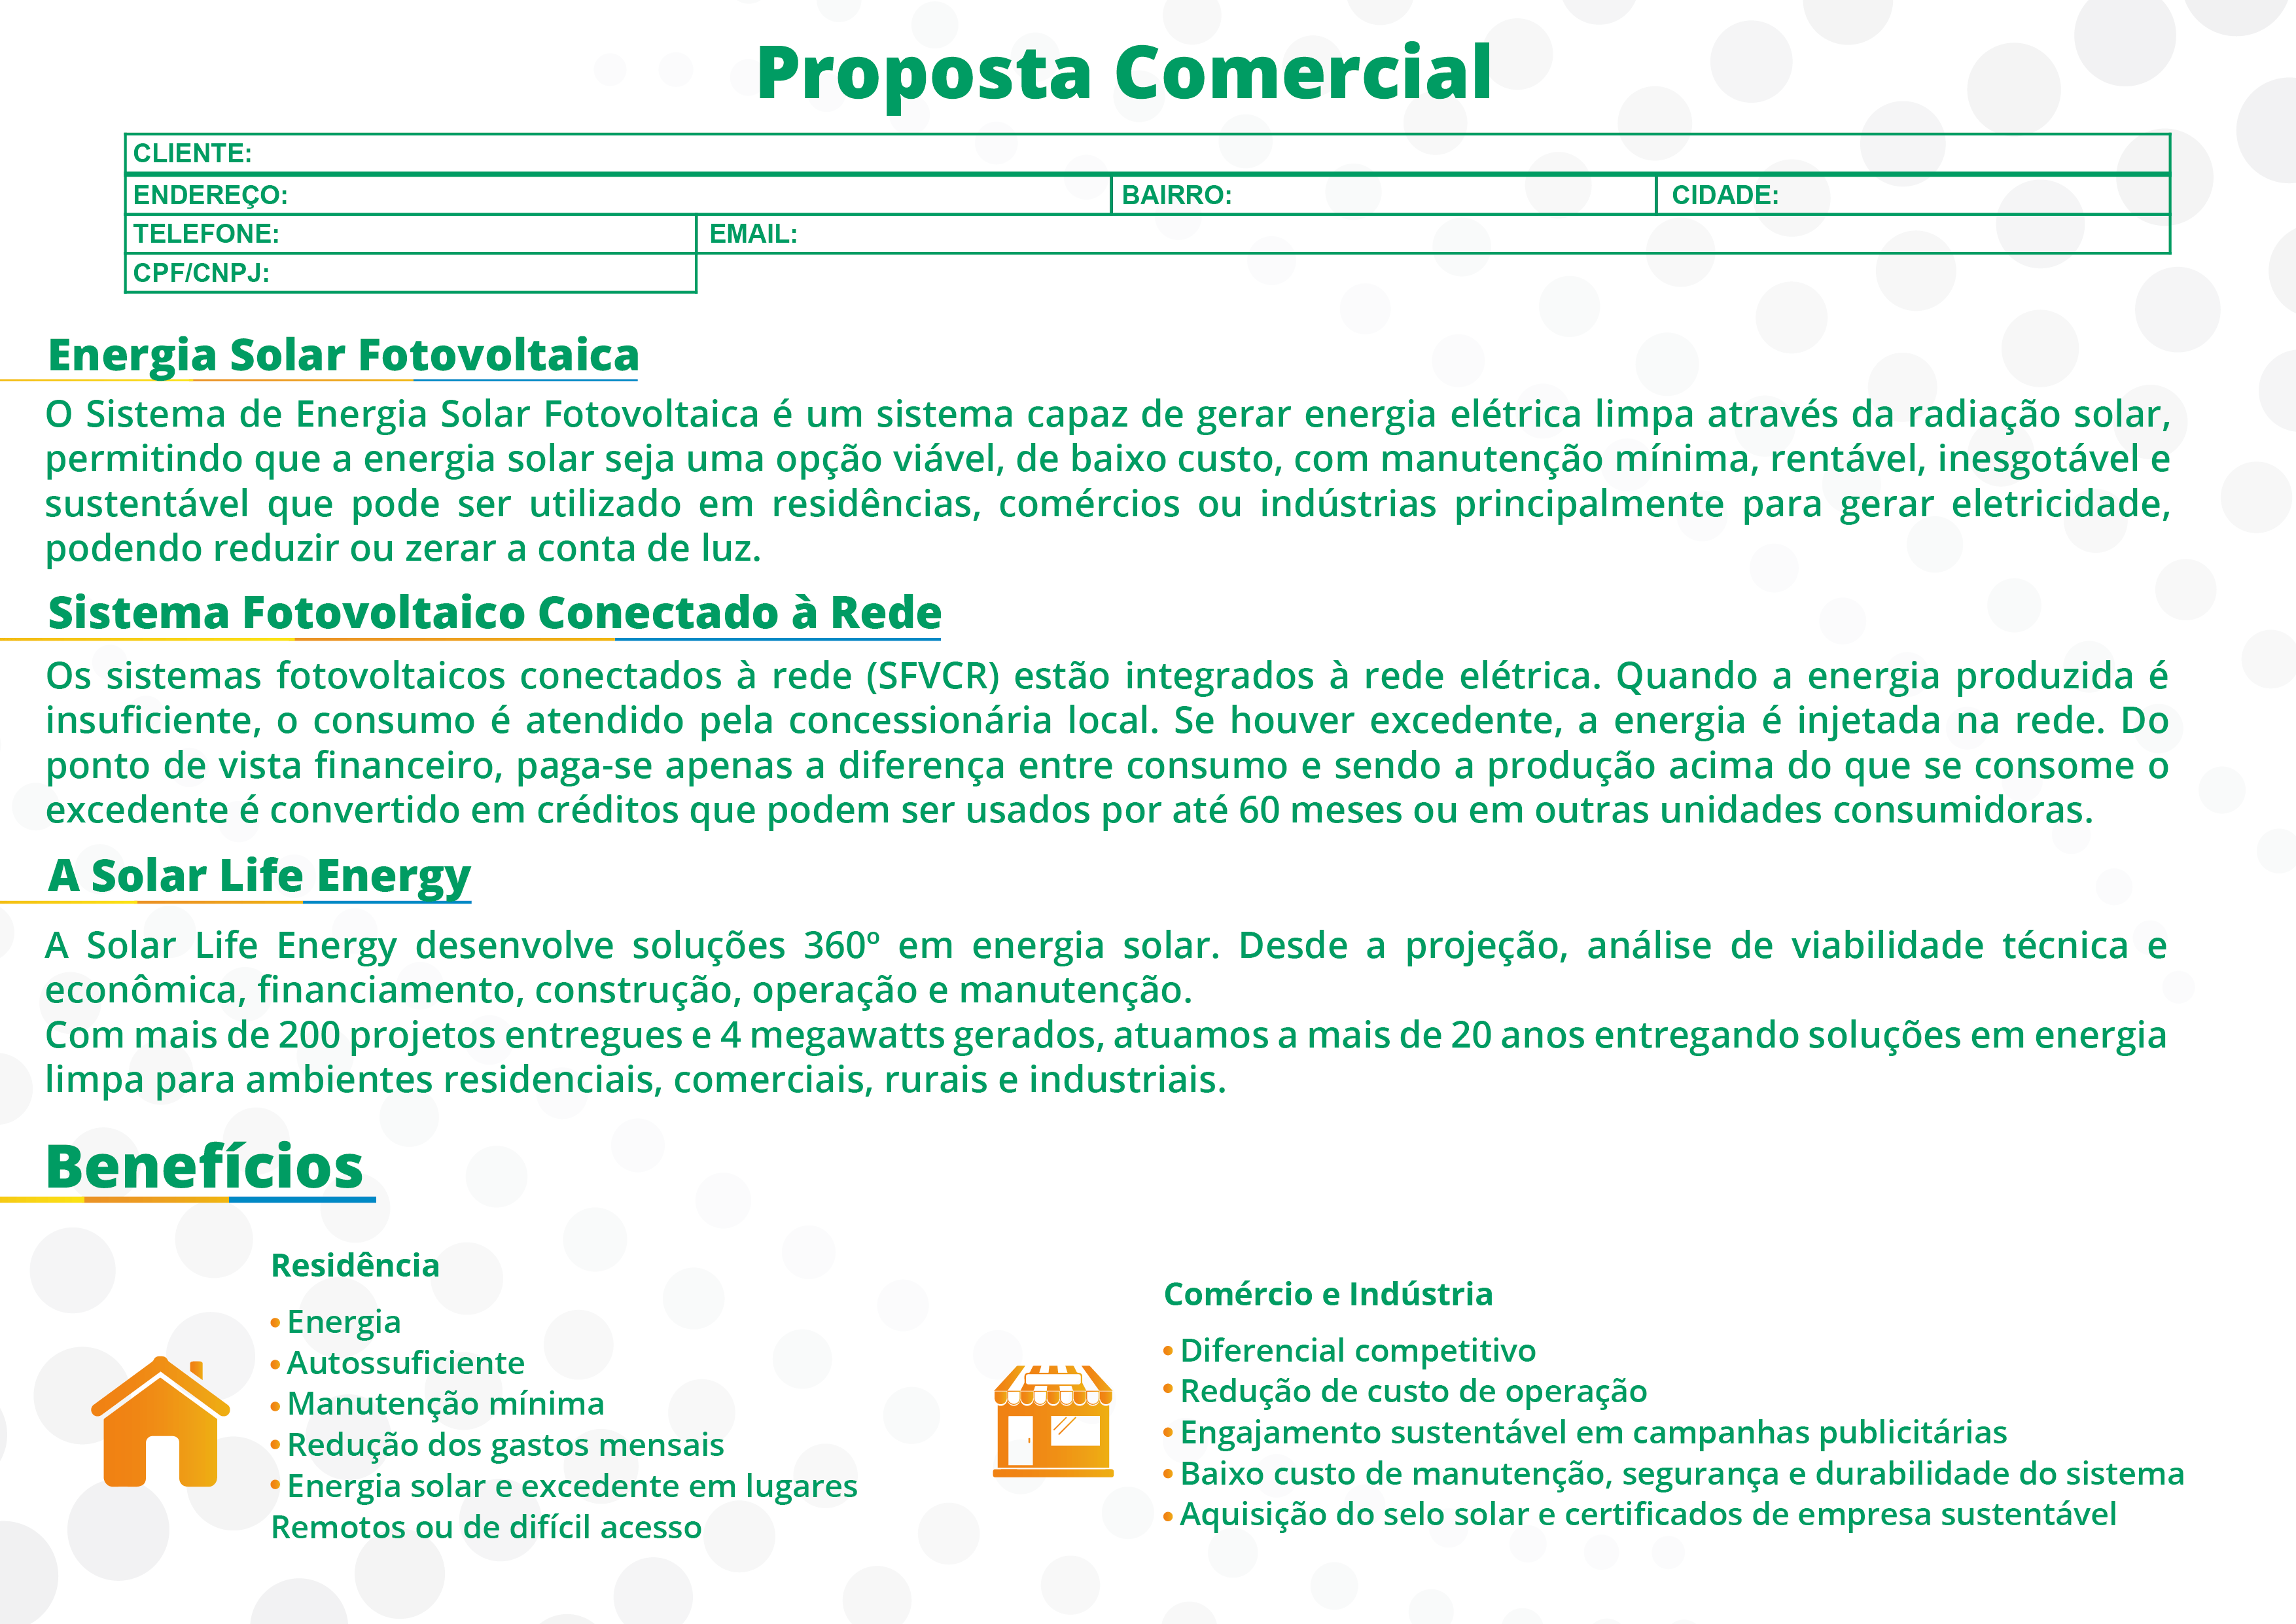 Proposta Comercial
CLIENTE:
ENDEREÇO: BAIRRO: CIDADE:
TELEFONE: EMAIL:
CPF/CNPJ:
Energia Solar Fotovoltaica
O Sistema de Energia Solar Fotovoltaica é um sistema capaz de gerar energia elétrica limpa através da radiação solar,
permitindo que a energia solar seja uma opção viável, de baixo custo, com manutenção mínima, rentável, inesgotável e
sustentável que pode ser utilizado em residências, comércios ou indústrias principalmente para gerar eletricidade,
podendo reduzir ou zerar a conta de luz.
Sistema Fotovoltaico Conectado à Rede
Os sistemas fotovoltaicos conectados à rede (SFVCR) estão integrados à rede elétrica. Quando a energia produzida é
insuficiente, o consumo é atendido pela concessionária local. Se houver excedente, a energia é injetada na rede. Do
ponto de vista financeiro, paga-se apenas a diferença entre consumo e sendo a produção acima do que se consome o
excedente é convertido em créditos que podem ser usados por até 60 meses ou em outras unidades consumidoras.
A Solar Life Energy
A Solar Life Energy desenvolve soluções 360º em energia solar. Desde a projeção, análise de viabilidade técnica e
econômica, financiamento, construção, operação e manutenção.
Com mais de 200 projetos entregues e 4 megawatts gerados, atuamos a mais de 20 anos entregando soluções em energia
limpa para ambientes residenciais, comerciais, rurais e industriais.
Benefícios
Residência
• Energia
• Autossuficiente
• Manutenção mínima
• Redução dos gastos mensais
• Energia solar e excedente em lugares
Remotos ou de difícil acesso
Comércio e Indústria
• Diferencial competitivo
• Redução de custo de operação
• Engajamento sustentável em campanhas publicitárias
• Baixo custo de manutenção, segurança e durabilidade do sistema
• Aquisição do selo solar e certificados de empresa sustentável